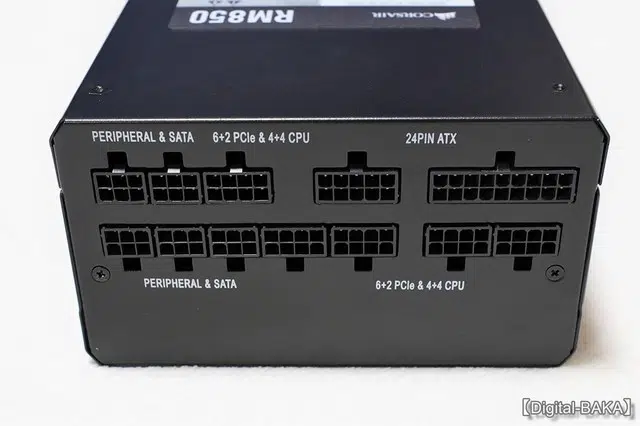 CORSAIR
RM850
PERIPHERAL & SATA
6+2 PCIe & 4+4 CPU
24PIN ATX
PERIPHERAL & SATA
6+2 PCIe & 4+4 CPU
【Digital-BAKA】